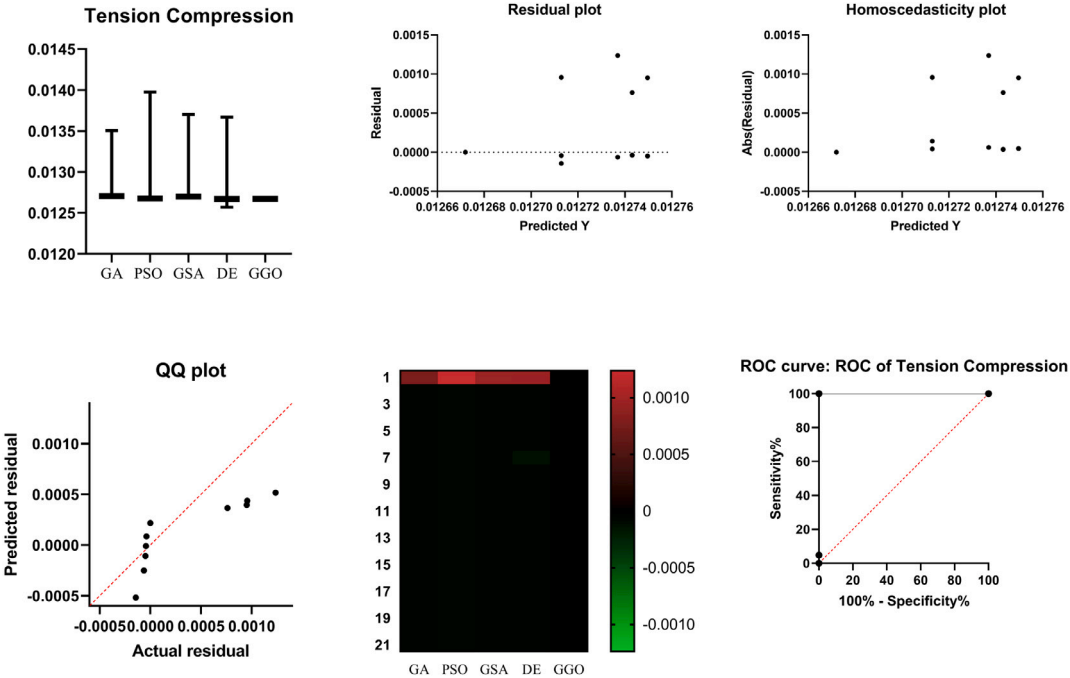 Tension Compression
0.0145
0.0140
0.0135
0.0130
0.0125
0.0120
GA PSO GSA DE GGO
Residual plot
Residual
0.0015
0.0010
0.0005
0.0000
-0.0005
0.01266 0.01268 0.01270 0.01272 0.01274 0.01276
Predicted Y
Homoscedasticity plot
Abs(Residual)
0.0015
0.0010
0.0005
0.0000
-0.0005
0.01266 0.01268 0.01270 0.01272 0.01274 0.01276
Predicted Y
QQ plot
Predicted residual
0.0010
0.0005
0.0000
-0.0005
-0.0005 0.0000 0.0005 0.0010
Actual residual
1
3
5
7
9
11
13
15
17
19
21
GA PSO GSA DE GGO
0.0010
0.0005
0
-0.0005
-0.0010
ROC curve: ROC of Tension Compression
Sensitivity%
100
80
60
40
20
0
0 20 40 60 80 100
100% - Specificity%